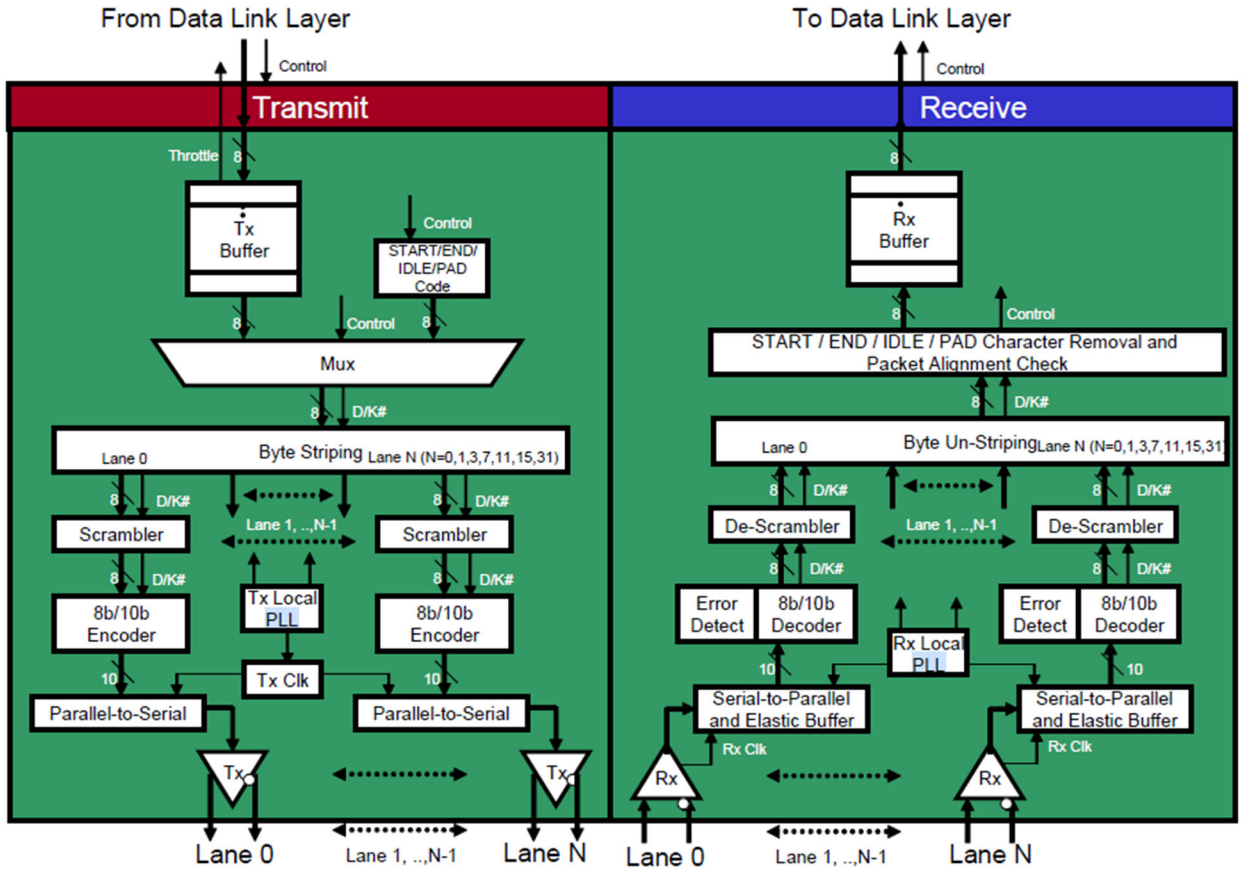 From Data Link Layer
To Data Link Layer
Control
Control
Transmit
Receive
Throttle
8
8
Tx
Buffer
Control
START/END/
IDLE/PAD
Code
Rx
Buffer
8
Control
8
8
Control
Mux
START / END / IDLE / PAD Character Removal and
Packet Alignment Check
8
D/K#
8
D/K#
Byte Striping
Lane 0
Lane N (N=0,1,3,7,11,15,31)
Byte Un-Striping
Lane 0
Lane N (N=0,1,3,7,11,15,31)
8
D/K#
8
D/K#
8
D/K#
8
D/K#
Scrambler
Lane 1, ..,N-1
Scrambler
De-Scrambler
Lane 1, ..,N-1
De-Scrambler
8
D/K#
8
D/K#
8
D/K#
8
D/K#
8b/10b
Encoder
Tx Local
PLL
8b/10b
Encoder
Error
Detect
8b/10b
Decoder
Rx Local
PLL
Error
Detect
8b/10b
Decoder
10
Tx Clk
10
10
10
Parallel-to-Serial
Parallel-to-Serial
Serial-to-Parallel
and Elastic Buffer
Serial-to-Parallel
and Elastic Buffer
Rx Clk
Rx Clk
Tx
Tx
Rx
Rx
Lane 0
Lane 1, ..,N-1
Lane N
Lane 0
Lane 1, ..,N-1
Lane N